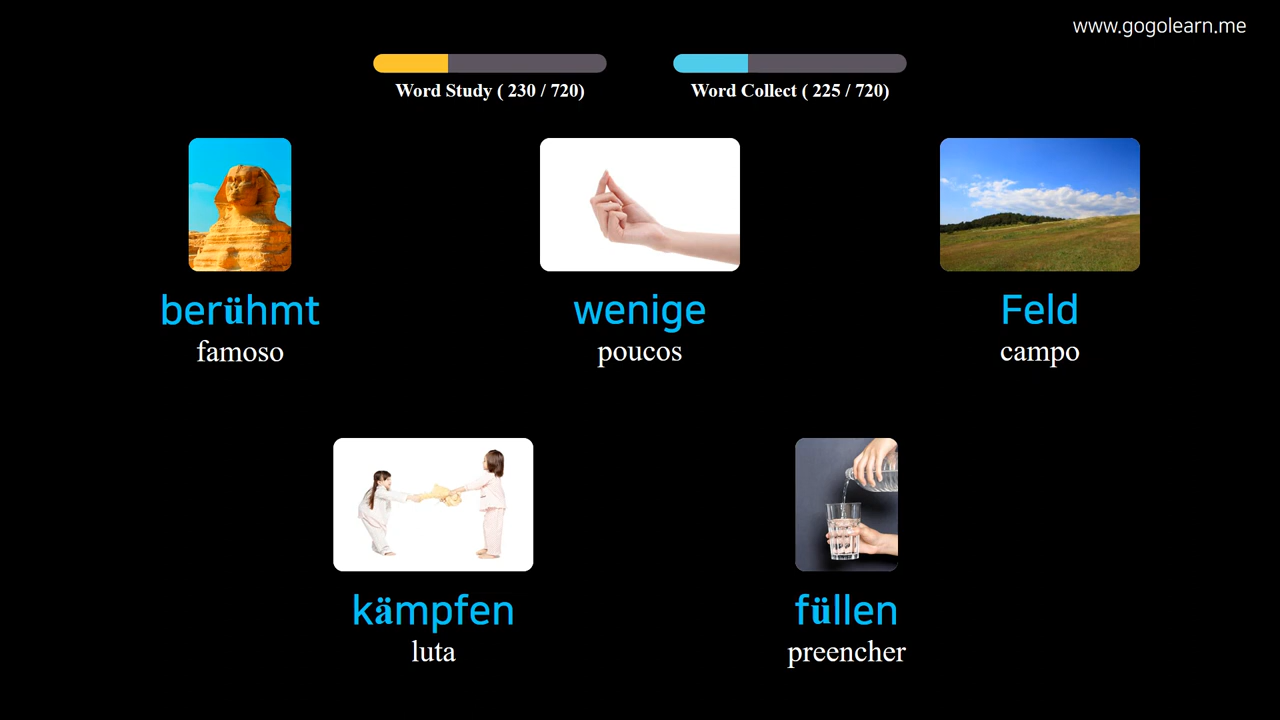 www.gogolearn.me
Word Study ( 230 / 720)
Word Collect ( 225 / 720)
berühmt
famoso
wenige
poucos
Feld
campo
kämpfen
luta
füllen
preencher